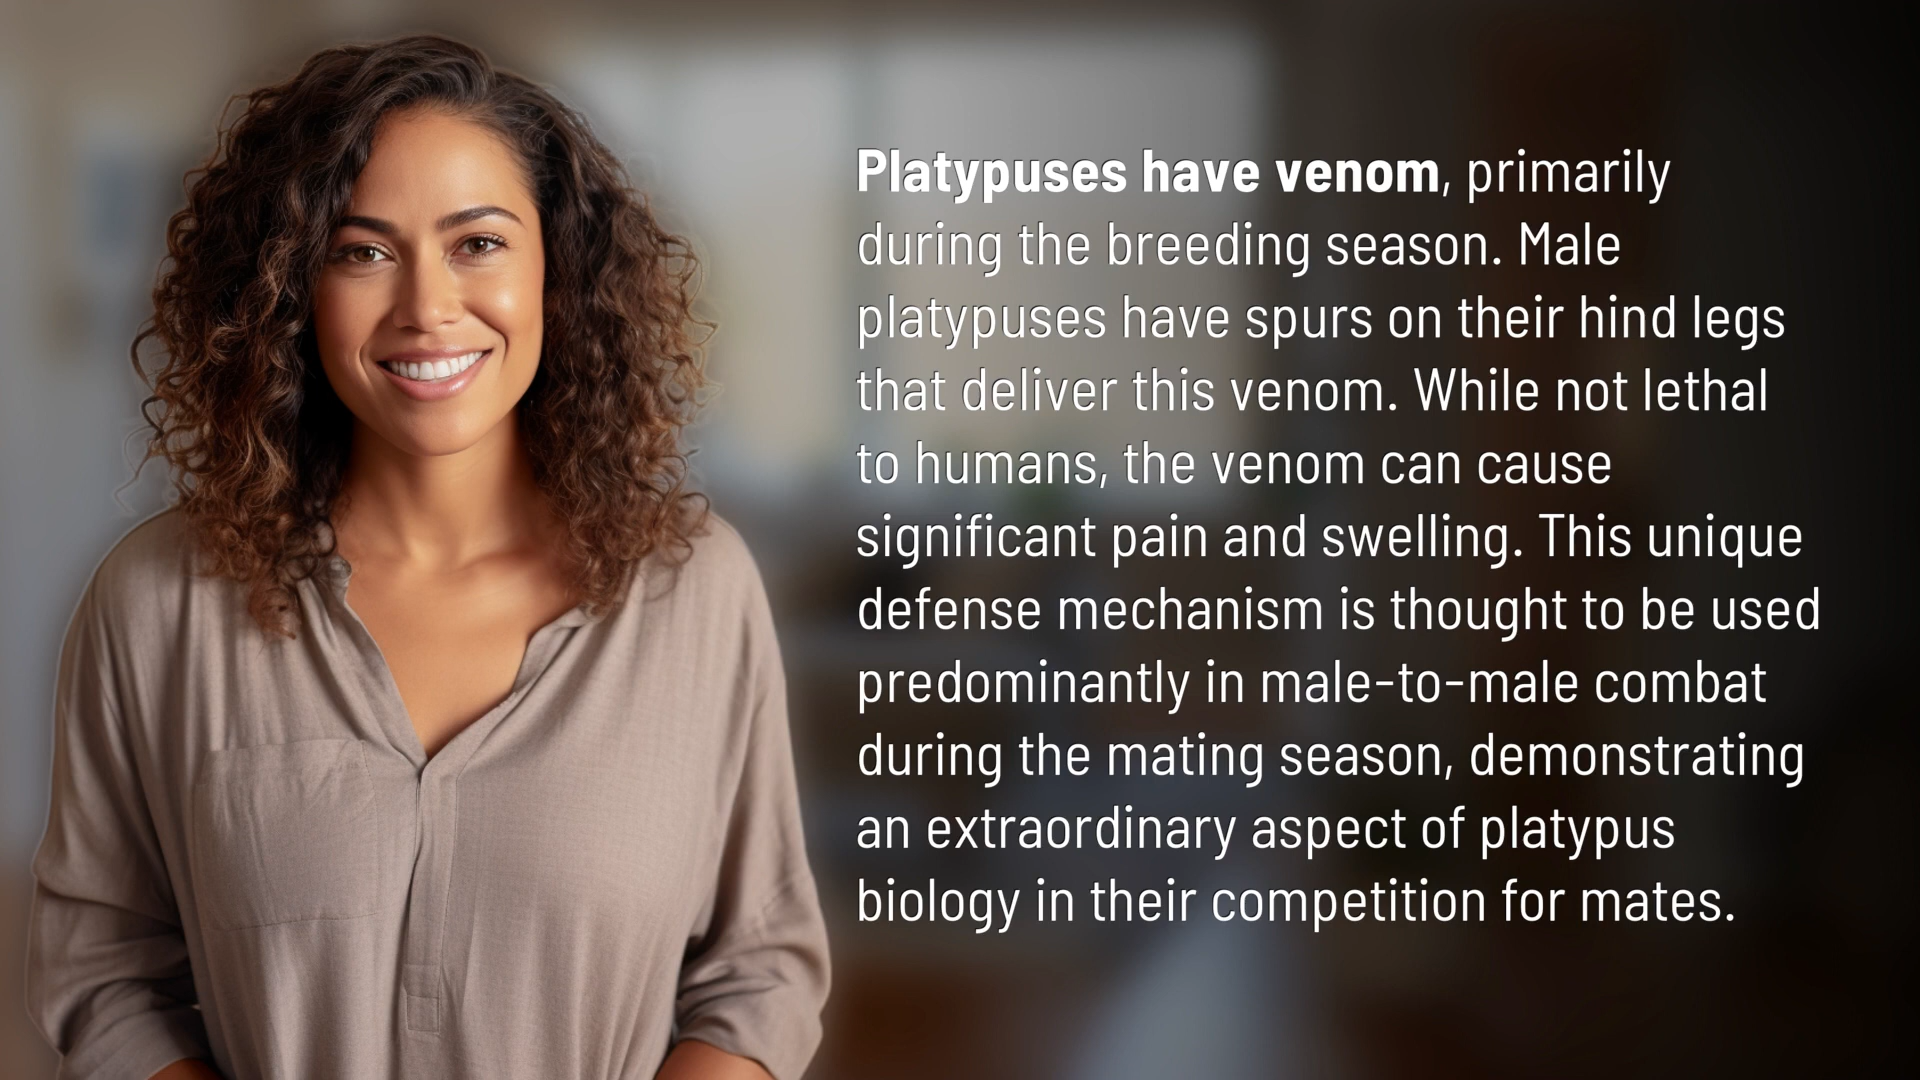 Platypuses have venom, primarily
during the breeding season. Male
platypuses have spurs on their hind legs
that deliver this venom. While not lethal
to humans, the venom can cause
significant pain and swelling. This unique
defense mechanism is thought to be used
predominantly in male-to-male combat
during the mating season, demonstrating
an extraordinary aspect of platypus
biology in their competition for mates.